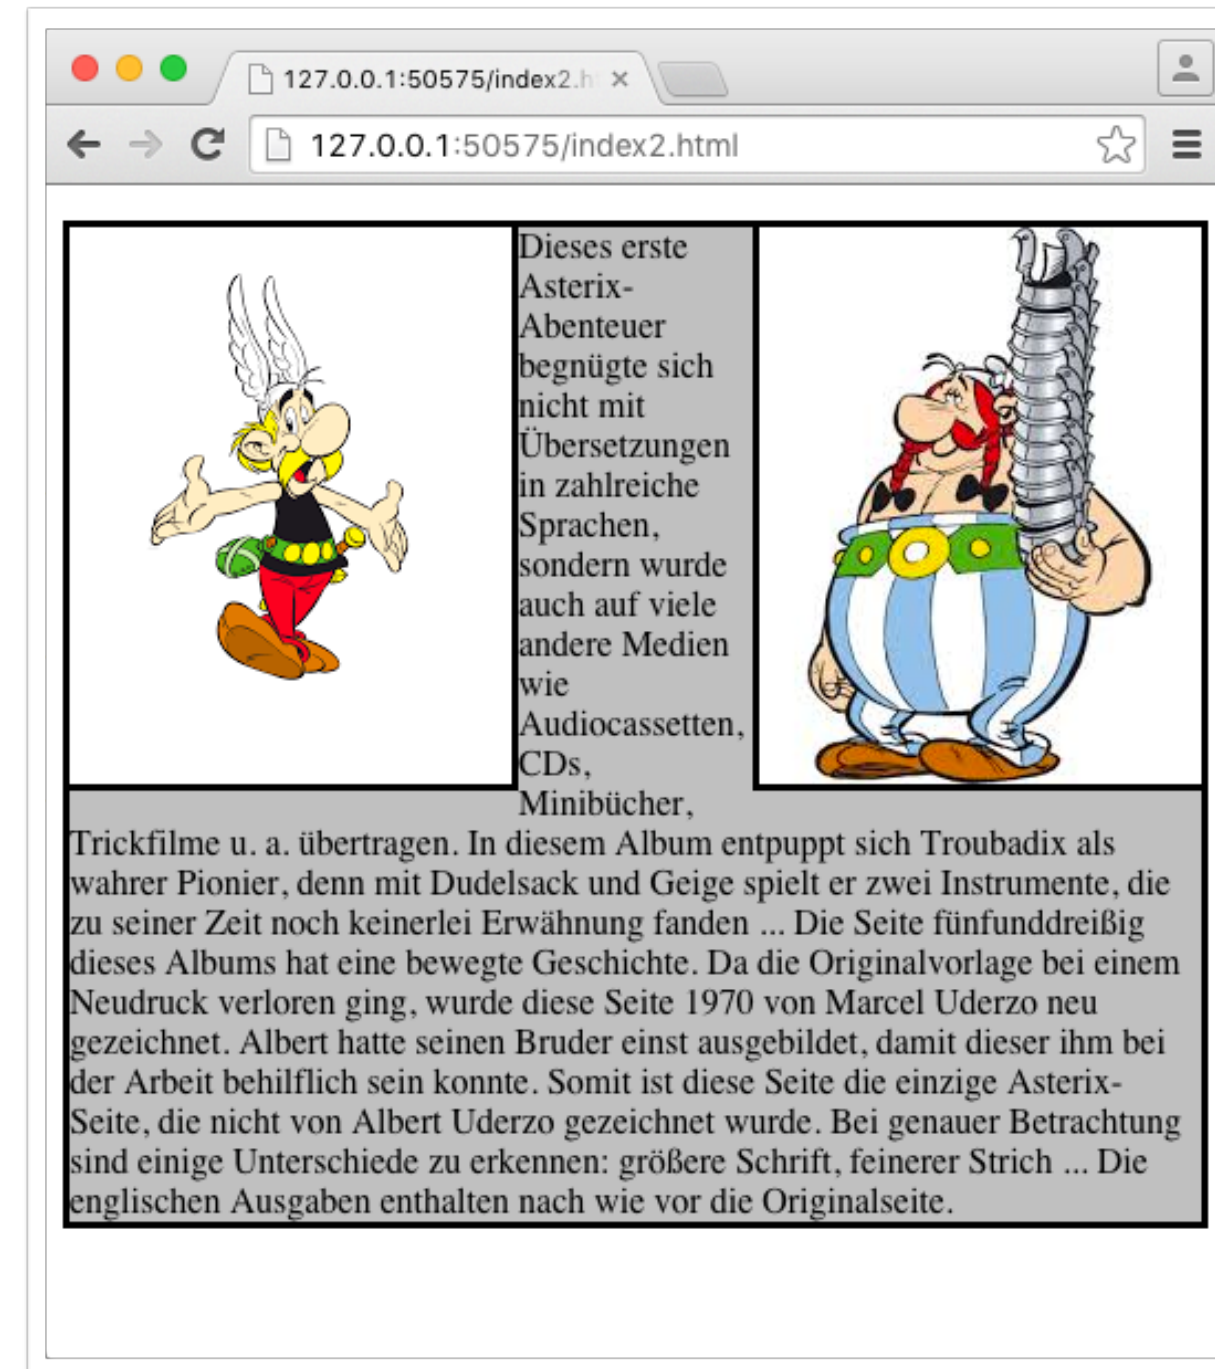 127.0.0.1:50575/index2.h
127.0.0.1:50575/index2.html
Dieses erste
Asterix-
Abenteuer
begnügte sich
nicht mit
Übersetzungen
in zahlreiche
Sprachen,
sondern wurde
auch auf viele
andere Medien
wie
Audiocassetten,
CDs,
Minibücher,
Trickfilme u. a. übertragen. In diesem Album entpuppt sich Troubadix als
wahrer Pionier, denn mit Dudelsack und Geige spielt er zwei Instrumente, die
zu seiner Zeit noch keinerlei Erwähnung fanden ... Die Seite fünfunddreißig
dieses Albums hat eine bewegte Geschichte. Da die Originalvorlage bei einem
Neudruck verloren ging, wurde diese Seite 1970 von Marcel Uderzo neu
gezeichnet. Albert hatte seinen Bruder einst ausgebildet, damit dieser ihm bei
der Arbeit behilflich sein konnte. Somit ist diese Seite die einzige Asterix-
Seite, die nicht von Albert Uderzo gezeichnet wurde. Bei genauer Betrachtung
sind einige Unterschiede zu erkennen: größere Schrift, feinerer Strich ... Die
englischen Ausgaben enthalten nach wie vor die Originalseite.